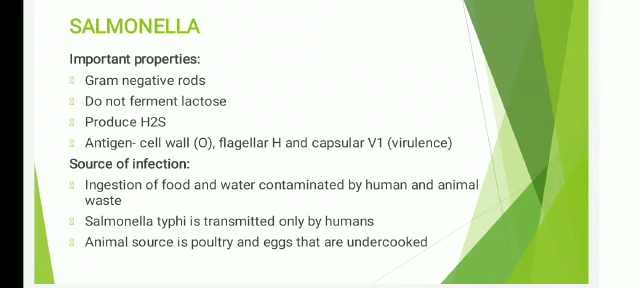 SALMONELLA
Important properties:
Gram negative rods
Do not ferment lactose
Produce H2S
Antigen- cell wall (O), flagellar H and capsular V1 (virulence)
Source of infection:
Ingestion of food and water contaminated by human and animal
waste
Salmonella typhi is transmitted only by humans
Animal source is poultry and eggs that are undercooked